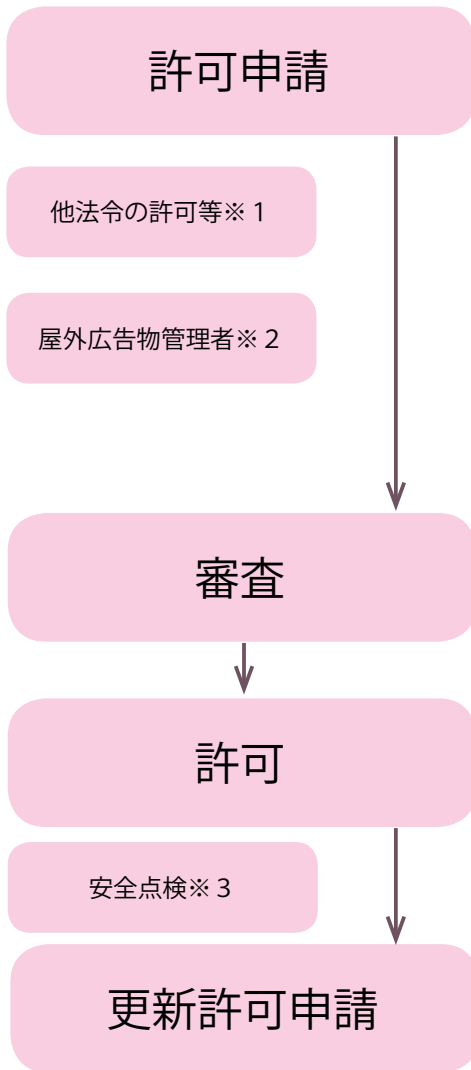 許可申請
他法令の許可等※1
屋外広告物管理者※2
審査
許可
安全点検※3
更新許可申請